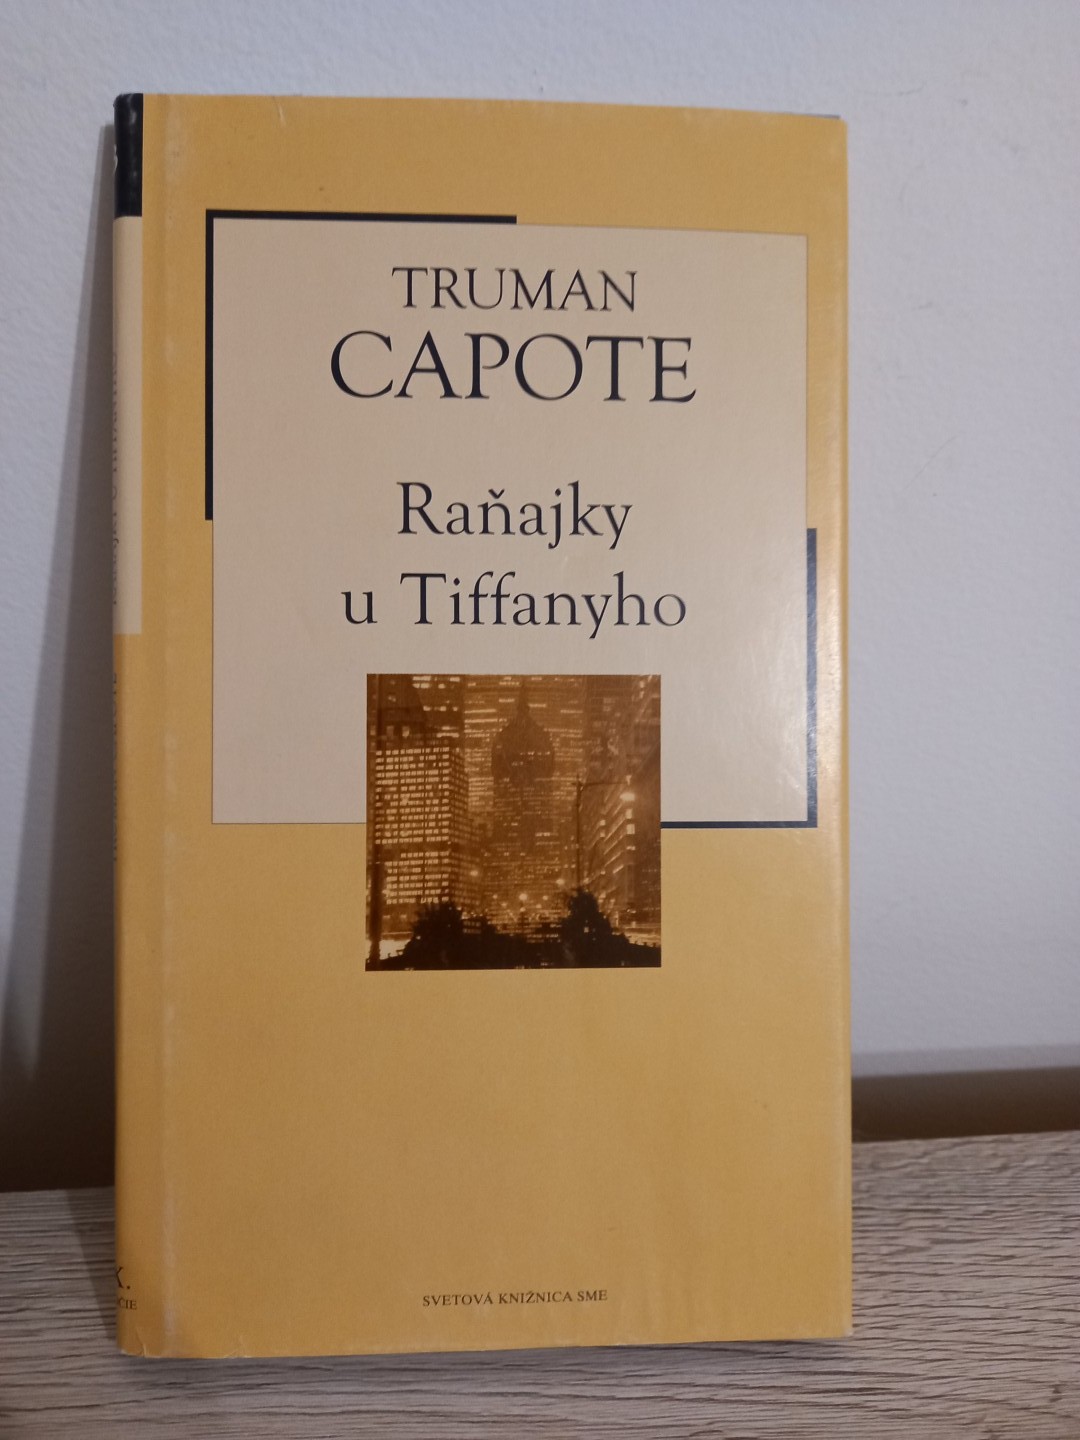 TRUMAN
CAPOTE
Raňajky
u Tiffanyho
SVETOVÁ KNIŽNICA SME